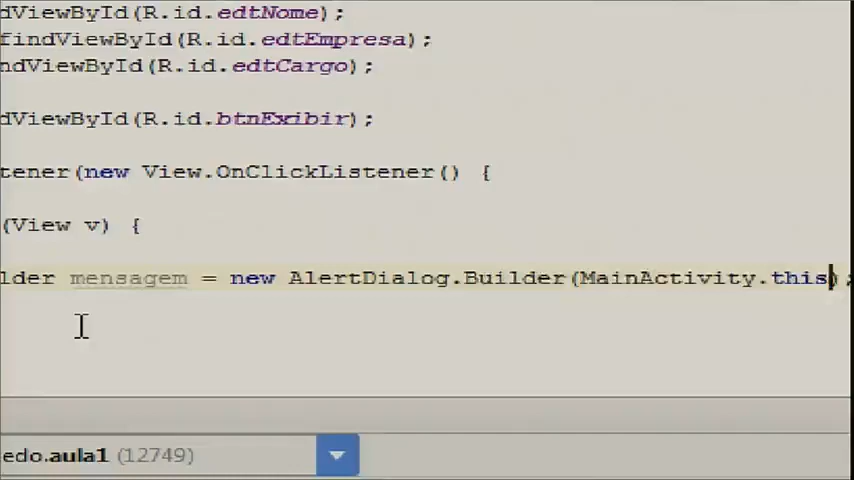 dViewById(R.id.edtNome);
findViewById(R.id.edtEmpresa);
ndViewById(R.id.edtCargo);
dViewById(R.id.btnExibir);
tener(new View.OnClickListener() {
(View v) {
lder mensagem = new AlertDialog.Builder(MainActivity.this);
edo.aula1 (12749)